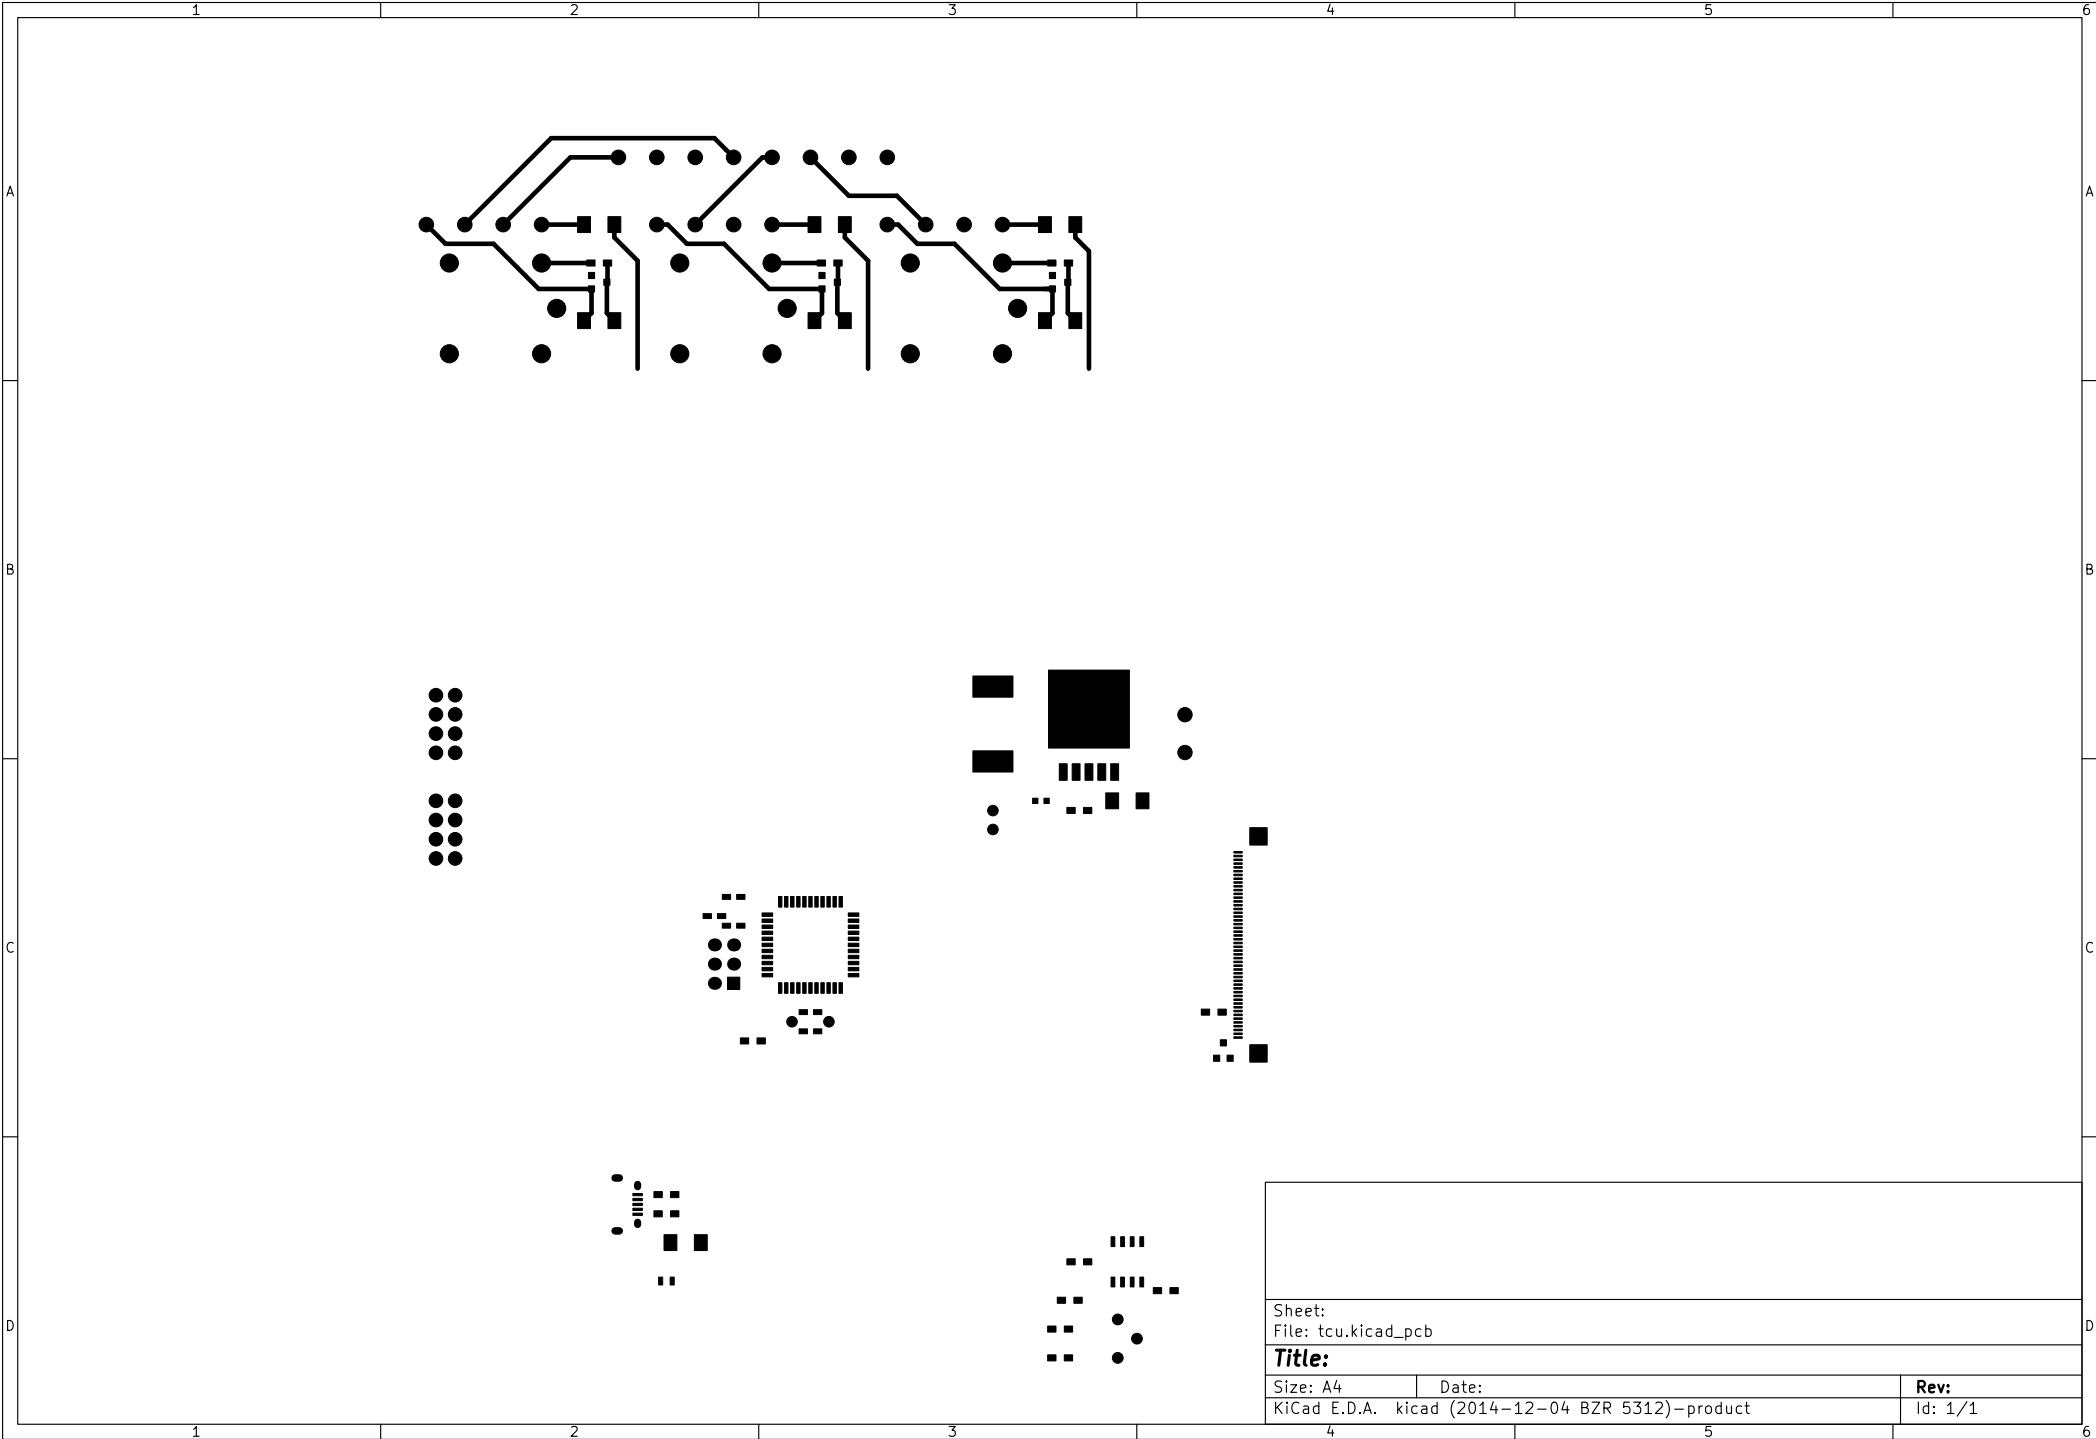 1 2 3 4 5 6
A A
B B
C C
D D
Sheet:
File: tcu.kicad_pcb
Title:
Size: A4 Date: Rev:
KiCad E.D.A. kicad (2014-12-04 BZR 5312)-product Id: 1/1
1 2 3 4 5 6